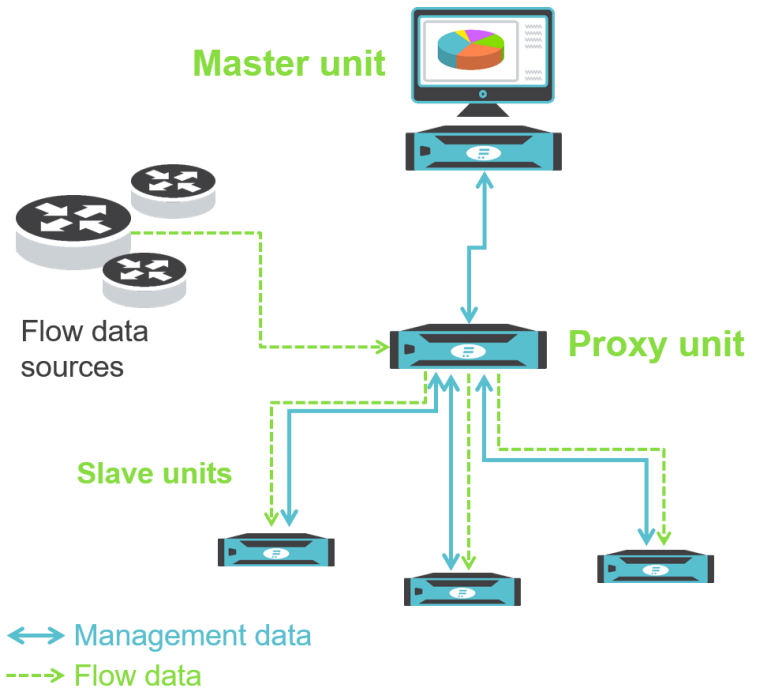 Master unit
Flow data
sources
Proxy unit
Slave units
Management data
Flow data